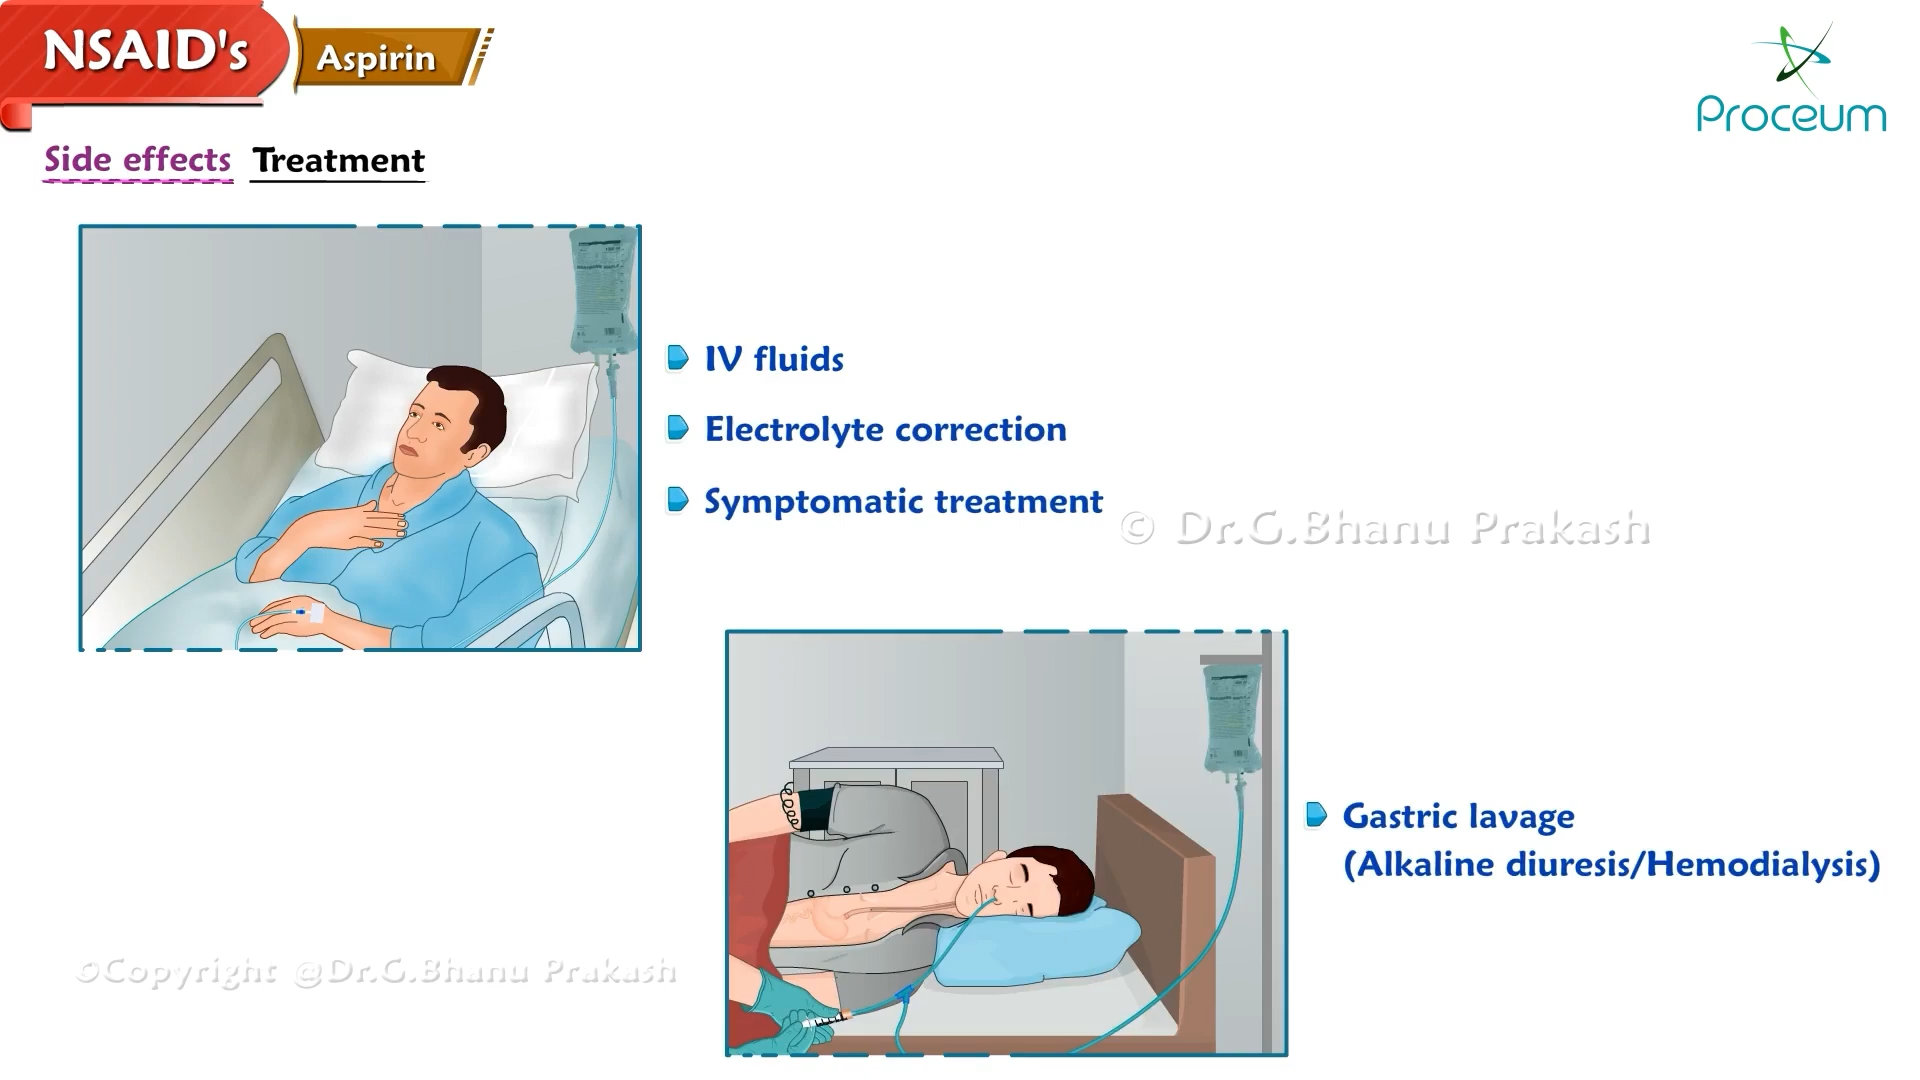 NSAID's
Aspirin
Proceum
Side effects Treatment
IV fluids
Electrolyte correction
Symptomatic treatment
© Dr.G.Bhanu Prakash
Gastric lavage
(Alkaline diuresis/Hemodialysis)
©Copyright @Dr.G.Bhanu Prakash